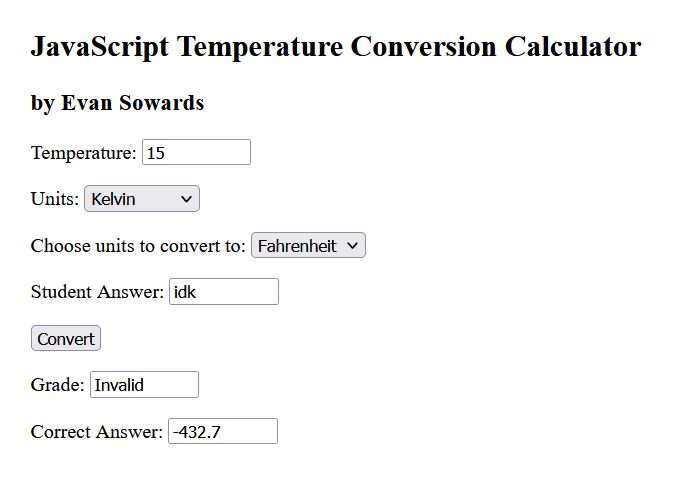 JavaScript Temperature Conversion Calculator
by Evan Sowards
Temperature: 15
Units: Kelvin
Choose units to convert to: Fahrenheit
Student Answer: idk
Convert
Grade: Invalid
Correct Answer: -432.7